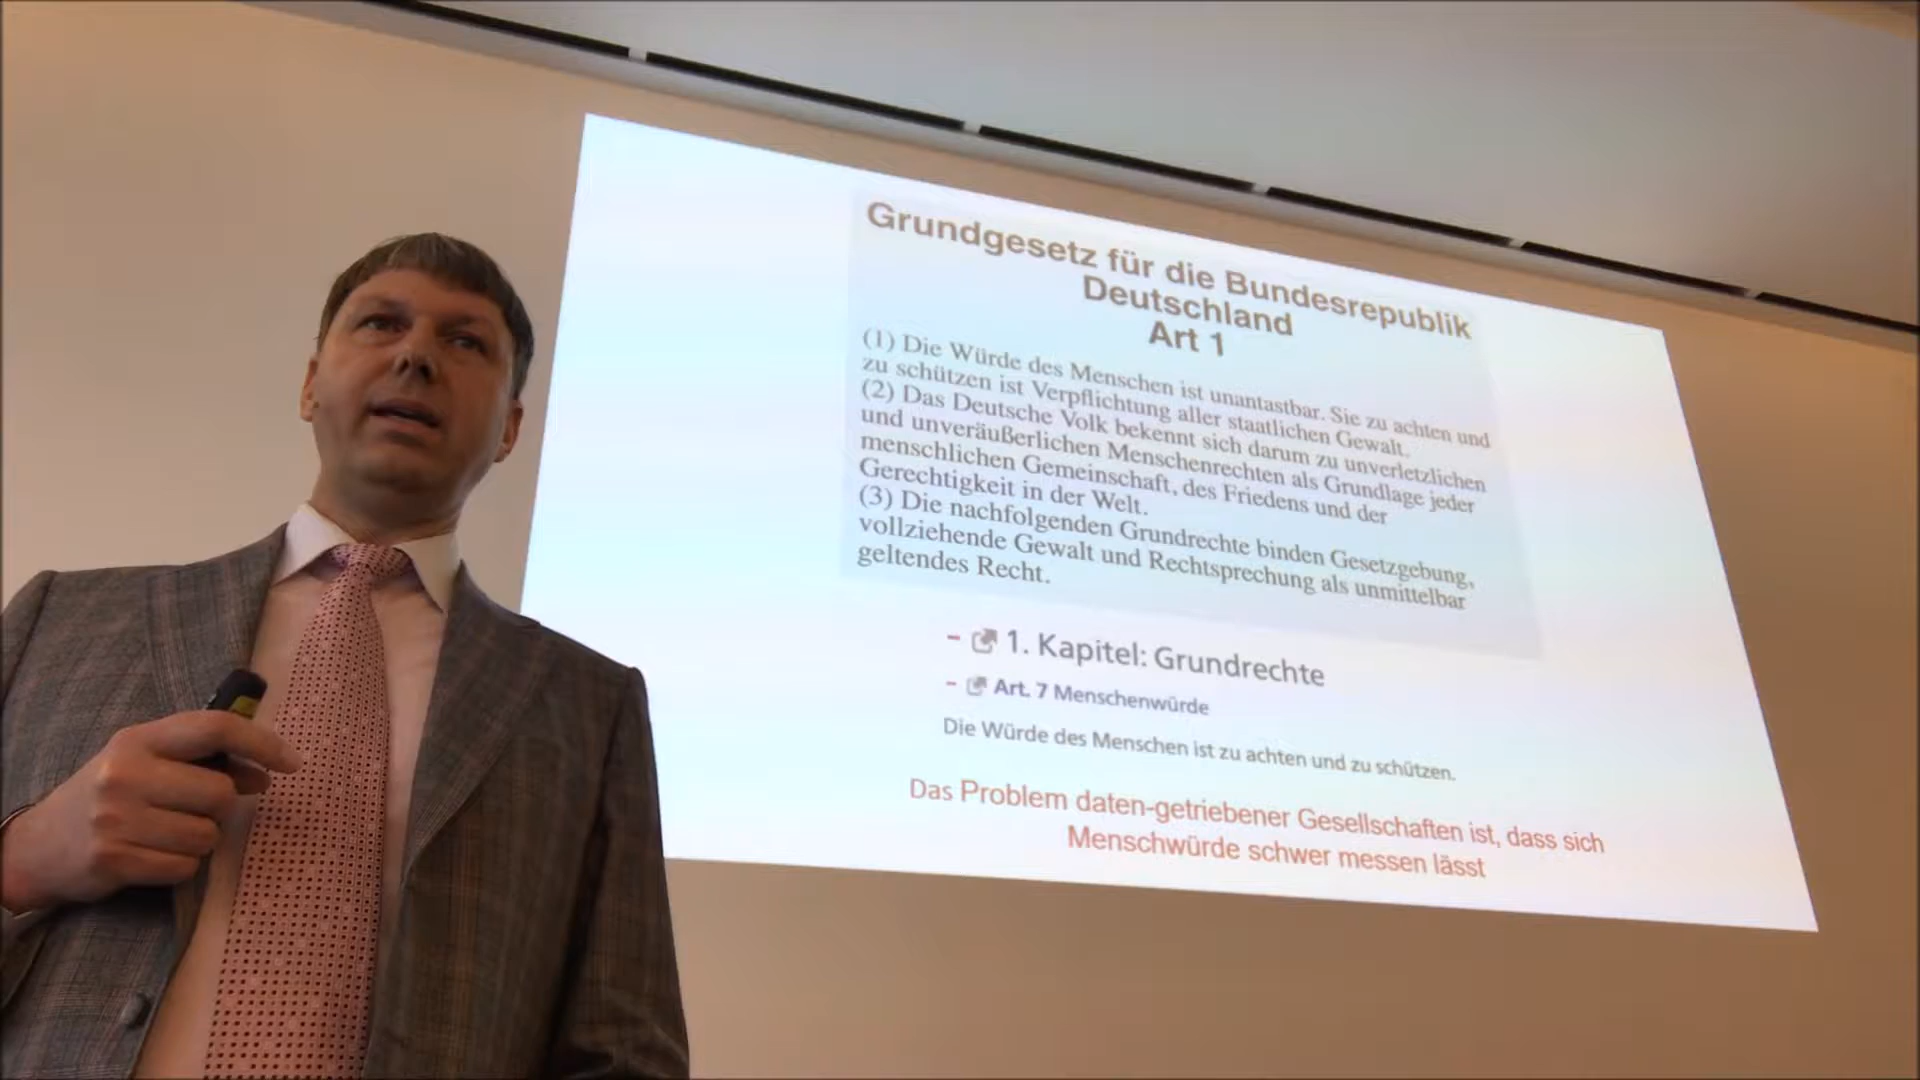 Grundgesetz für die Bundesrepublik
Deutschland
Art 1
(1) Die Würde des Menschen ist unantastbar. Sie zu achten und
zu schützen ist Verpflichtung aller staatlichen Gewalt.
(2) Das Deutsche Volk bekennt sich darum zu unverletzlichen
und unveräußerlichen Menschenrechten als Grundlage jeder
menschlichen Gemeinschaft, des Friedens und der
Gerechtigkeit in der Welt.
(3) Die nachfolgenden Grundrechte binden Gesetzgebung,
vollziehende Gewalt und Rechtsprechung als unmittelbar
geltendes Recht.
– 1. Kapitel: Grundrechte
– Art. 7 Menschenwürde
Die Würde des Menschen ist zu achten und zu schützen.
Das Problem daten-getriebener Gesellschaften ist, dass sich
Menschwürde schwer messen lässt